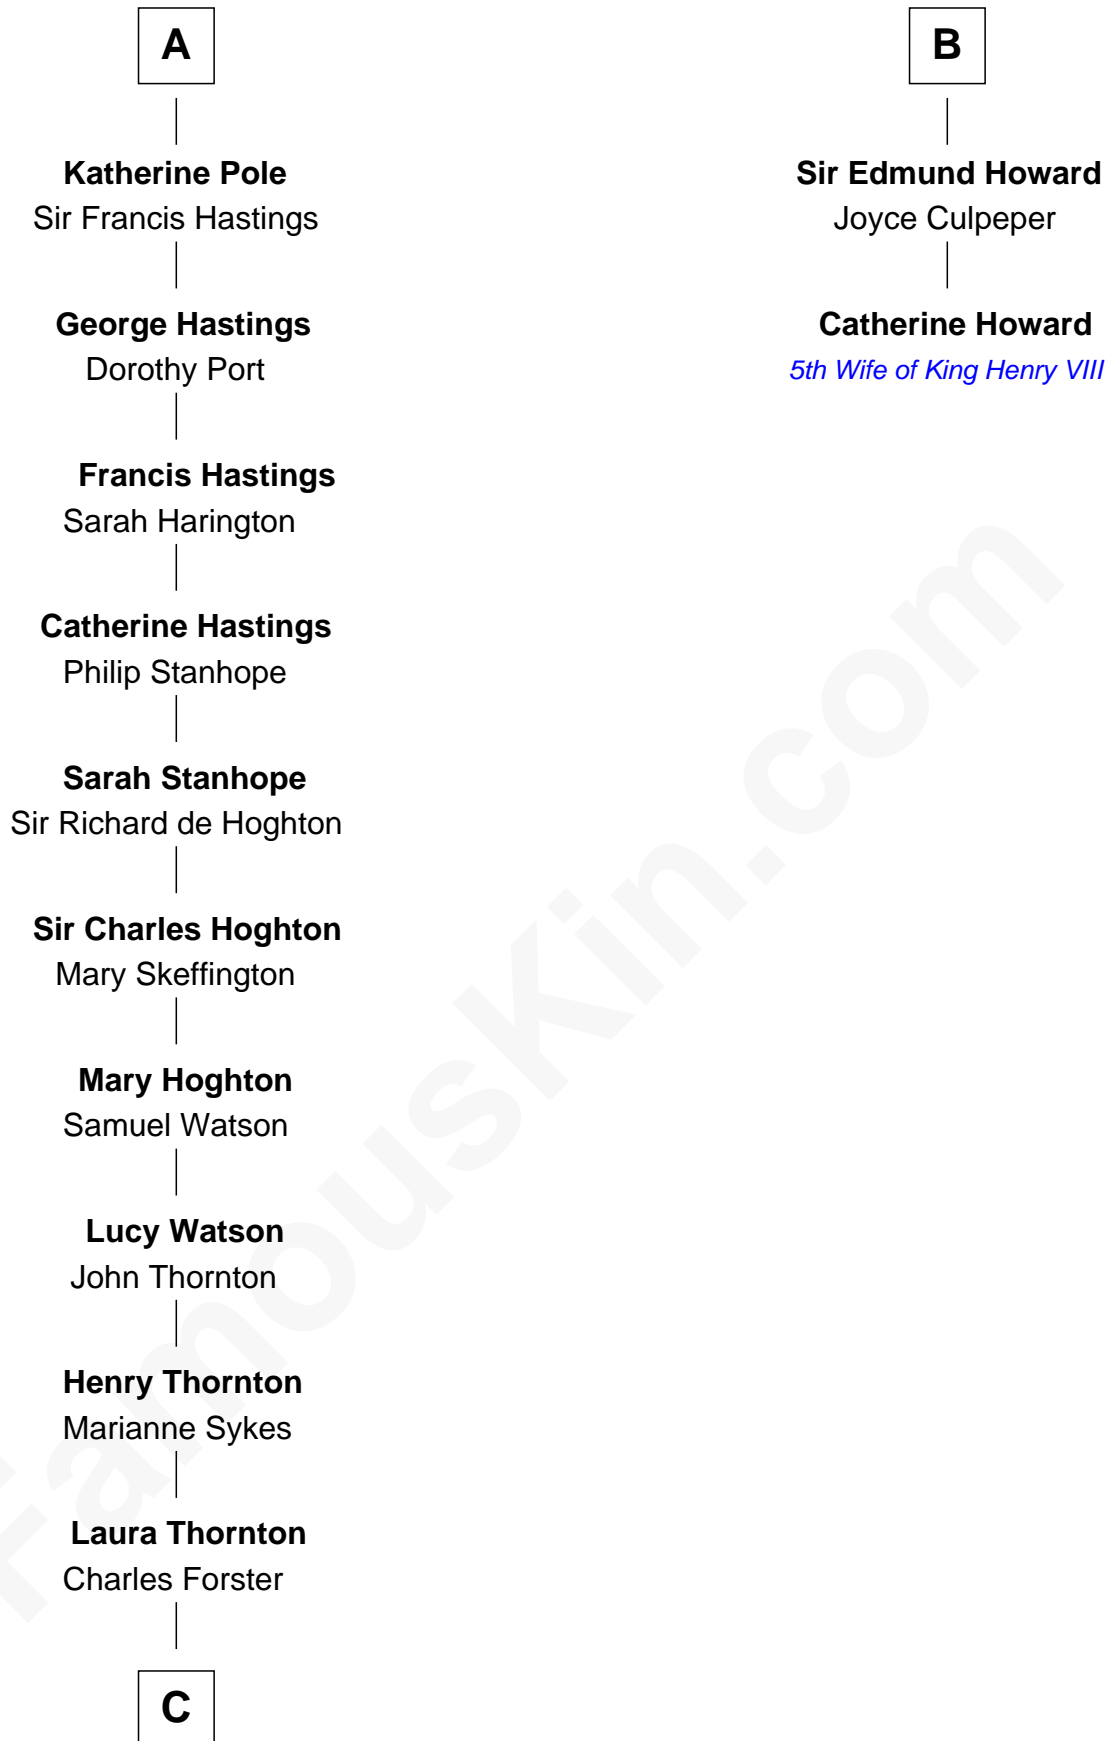 A
Katherine Pole
Sir Francis Hastings
George Hastings
Dorothy Port
Francis Hastings
Sarah Harington
Catherine Hastings
Philip Stanhope
Sarah Stanhope
Sir Richard de Hoghton
Sir Charles Hoghton
Mary Skeffington
Mary Hoghton
Samuel Watson
Lucy Watson
John Thornton
Henry Thornton
Marianne Sykes
Laura Thornton
Charles Forster
C
B
Sir Edmund Howard
Joyce Culpeper
Catherine Howard
5th Wife of King Henry VIII
FamousKin.com